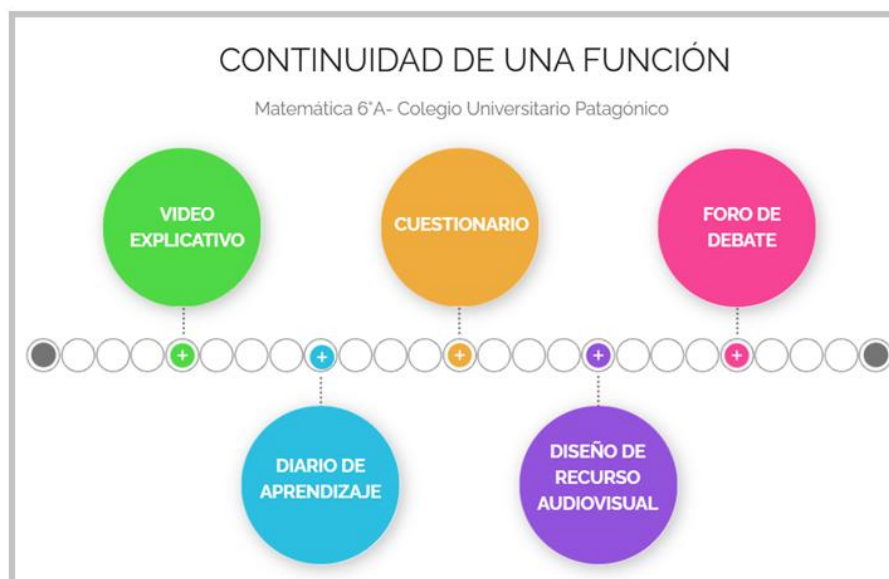 CONTINUIDAD DE UNA FUNCIÓN
Matemática 6°A- Colegio Universitario Patagónico
VIDEO
EXPLICATIVO
CUESTIONARIO
FORO DE
DEBATE
DIARIO DE
APRENDIZAJE
DISEÑO DE
RECURSO
AUDIOVISUAL